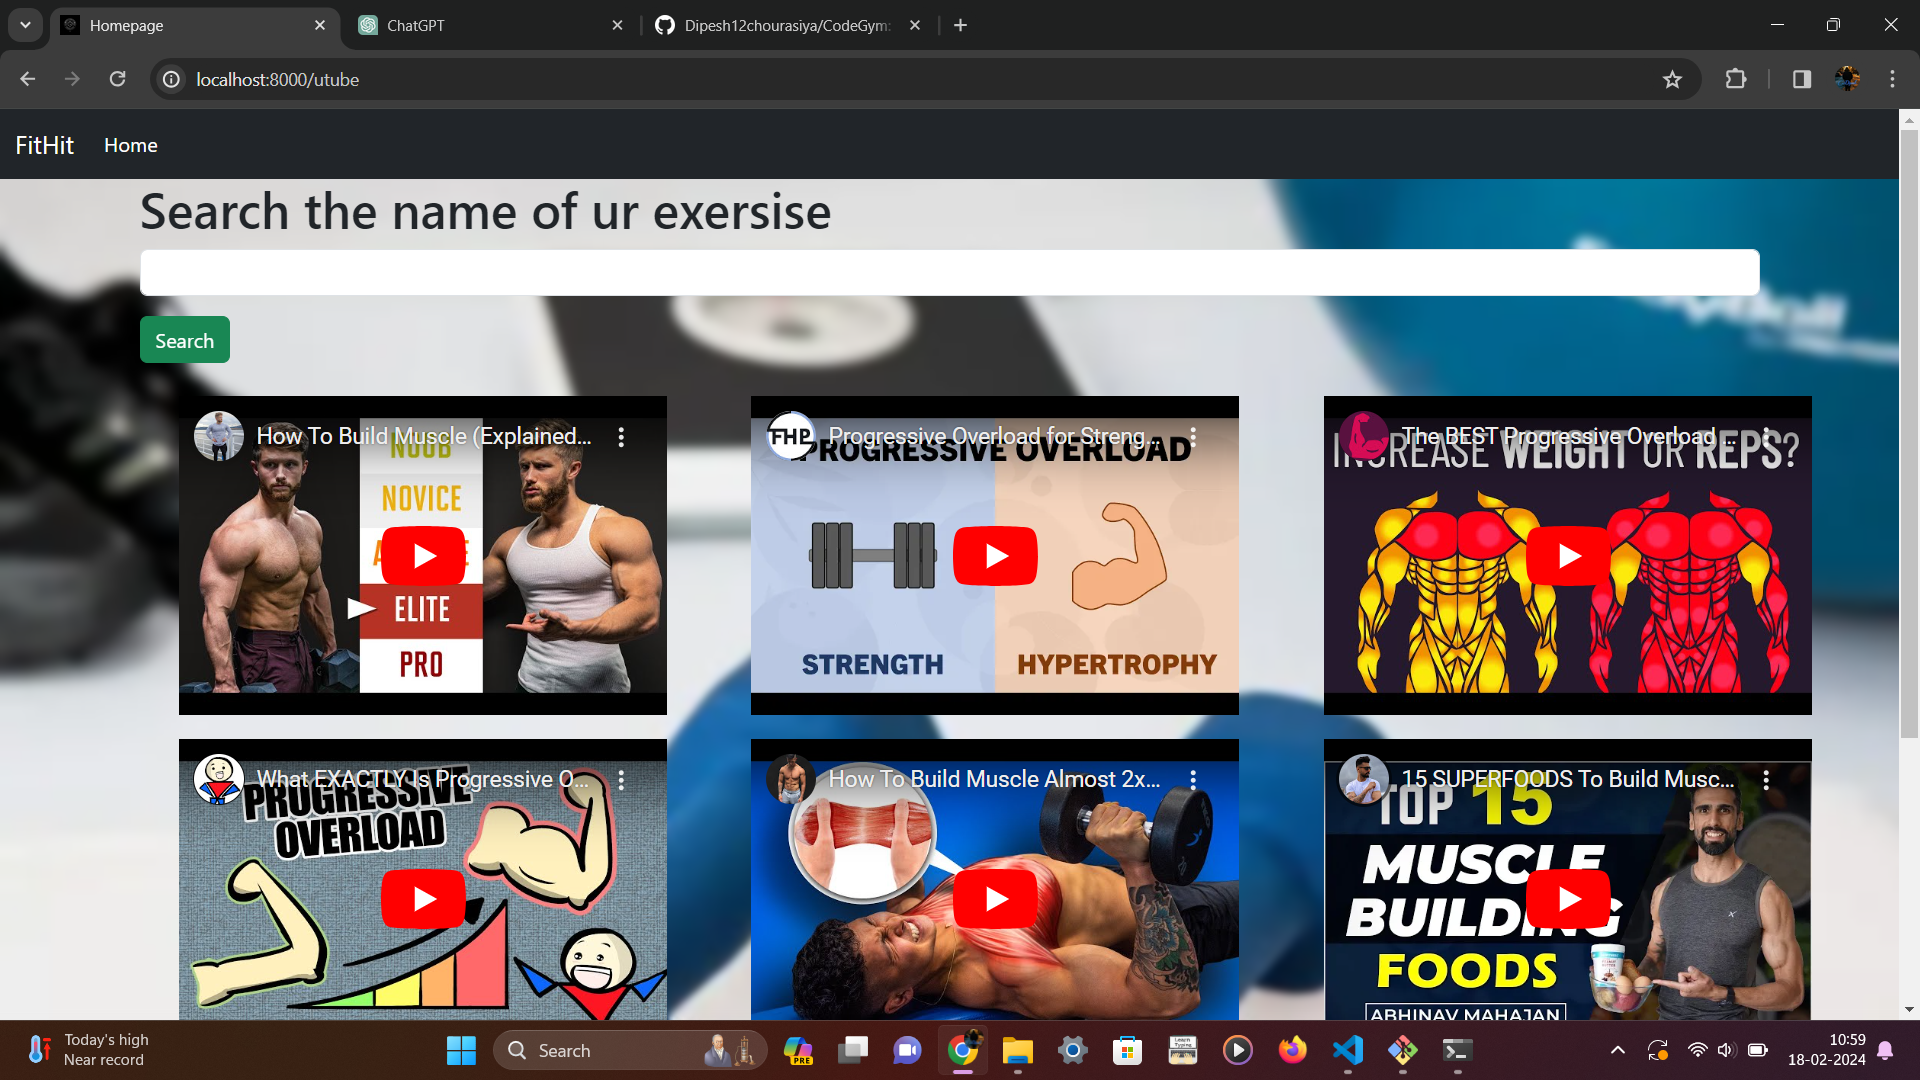 Homepage
ChatGPT
Dipesh12chourasiya/CodeGym:
localhost:8000/utube
FitHit Home
Search the name of ur exersise
Search
How To Build Muscle (Explained...
NOOB
NOVICE
ELITE
PRO
FHP
Progressive Overload for Streng...
PROGRESSIVE OVERLOAD
STRENGTH
HYPERTROPHY
The BEST Progressive Overload ...
INCREASE WEIGHT OR REPS?
What EXACTLY Is Progressive O...
PROGRESSIVE
OVERLOAD
How To Build Muscle Almost 2x...
15 SUPERFOODS To Build Musc...
TOP 15
MUSCLE
BUILDING
FOODS
ABHINAV MAHAJAN
Today's high
Near record
Search
PRE
10:59
18-02-2024